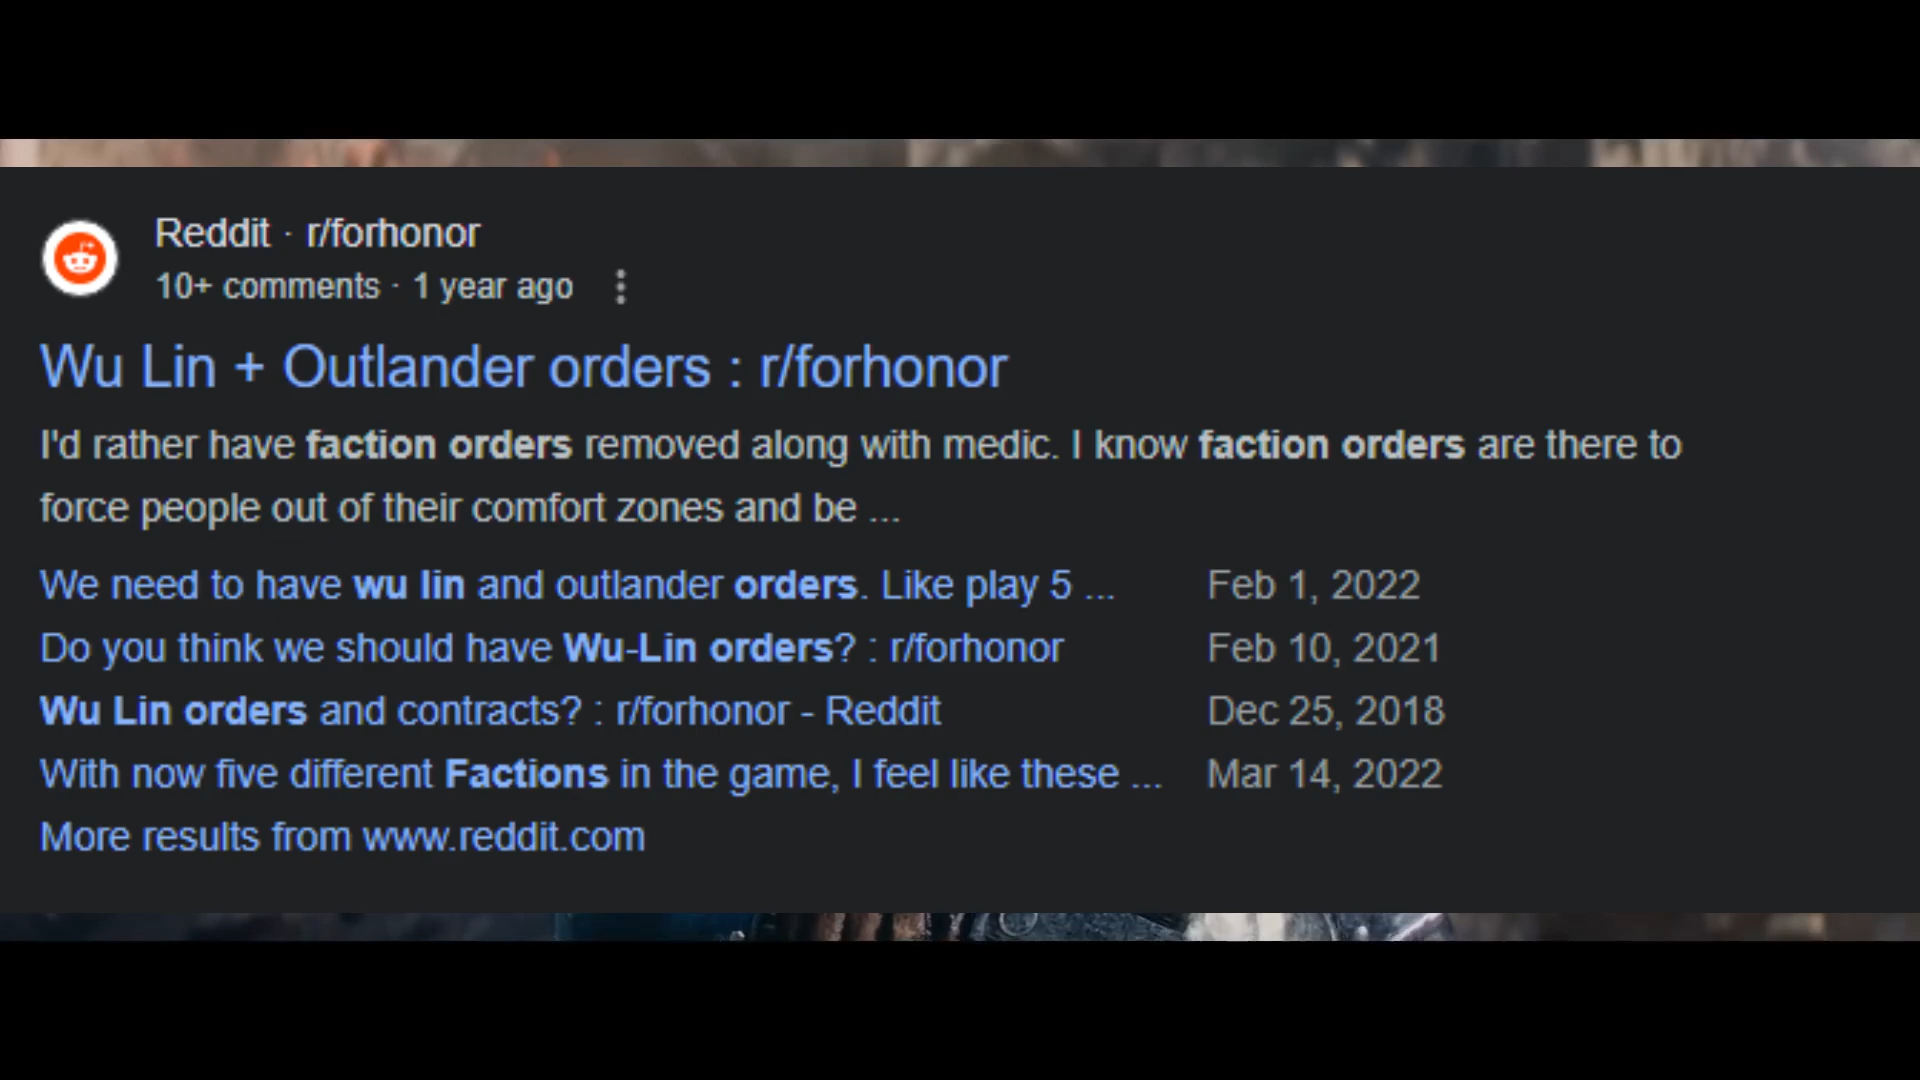 Reddit · r/forhonor
10+ comments · 1 year ago
Wu Lin + Outlander orders : r/forhonor
I'd rather have faction orders removed along with medic. I know faction orders are there to
force people out of their comfort zones and be ...
We need to have wu lin and outlander orders. Like play 5 ... Feb 1, 2022
Do you think we should have Wu-Lin orders? : r/forhonor Feb 10, 2021
Wu Lin orders and contracts? : r/forhonor - Reddit Dec 25, 2018
With now five different Factions in the game, I feel like these ... Mar 14, 2022
More results from www.reddit.com